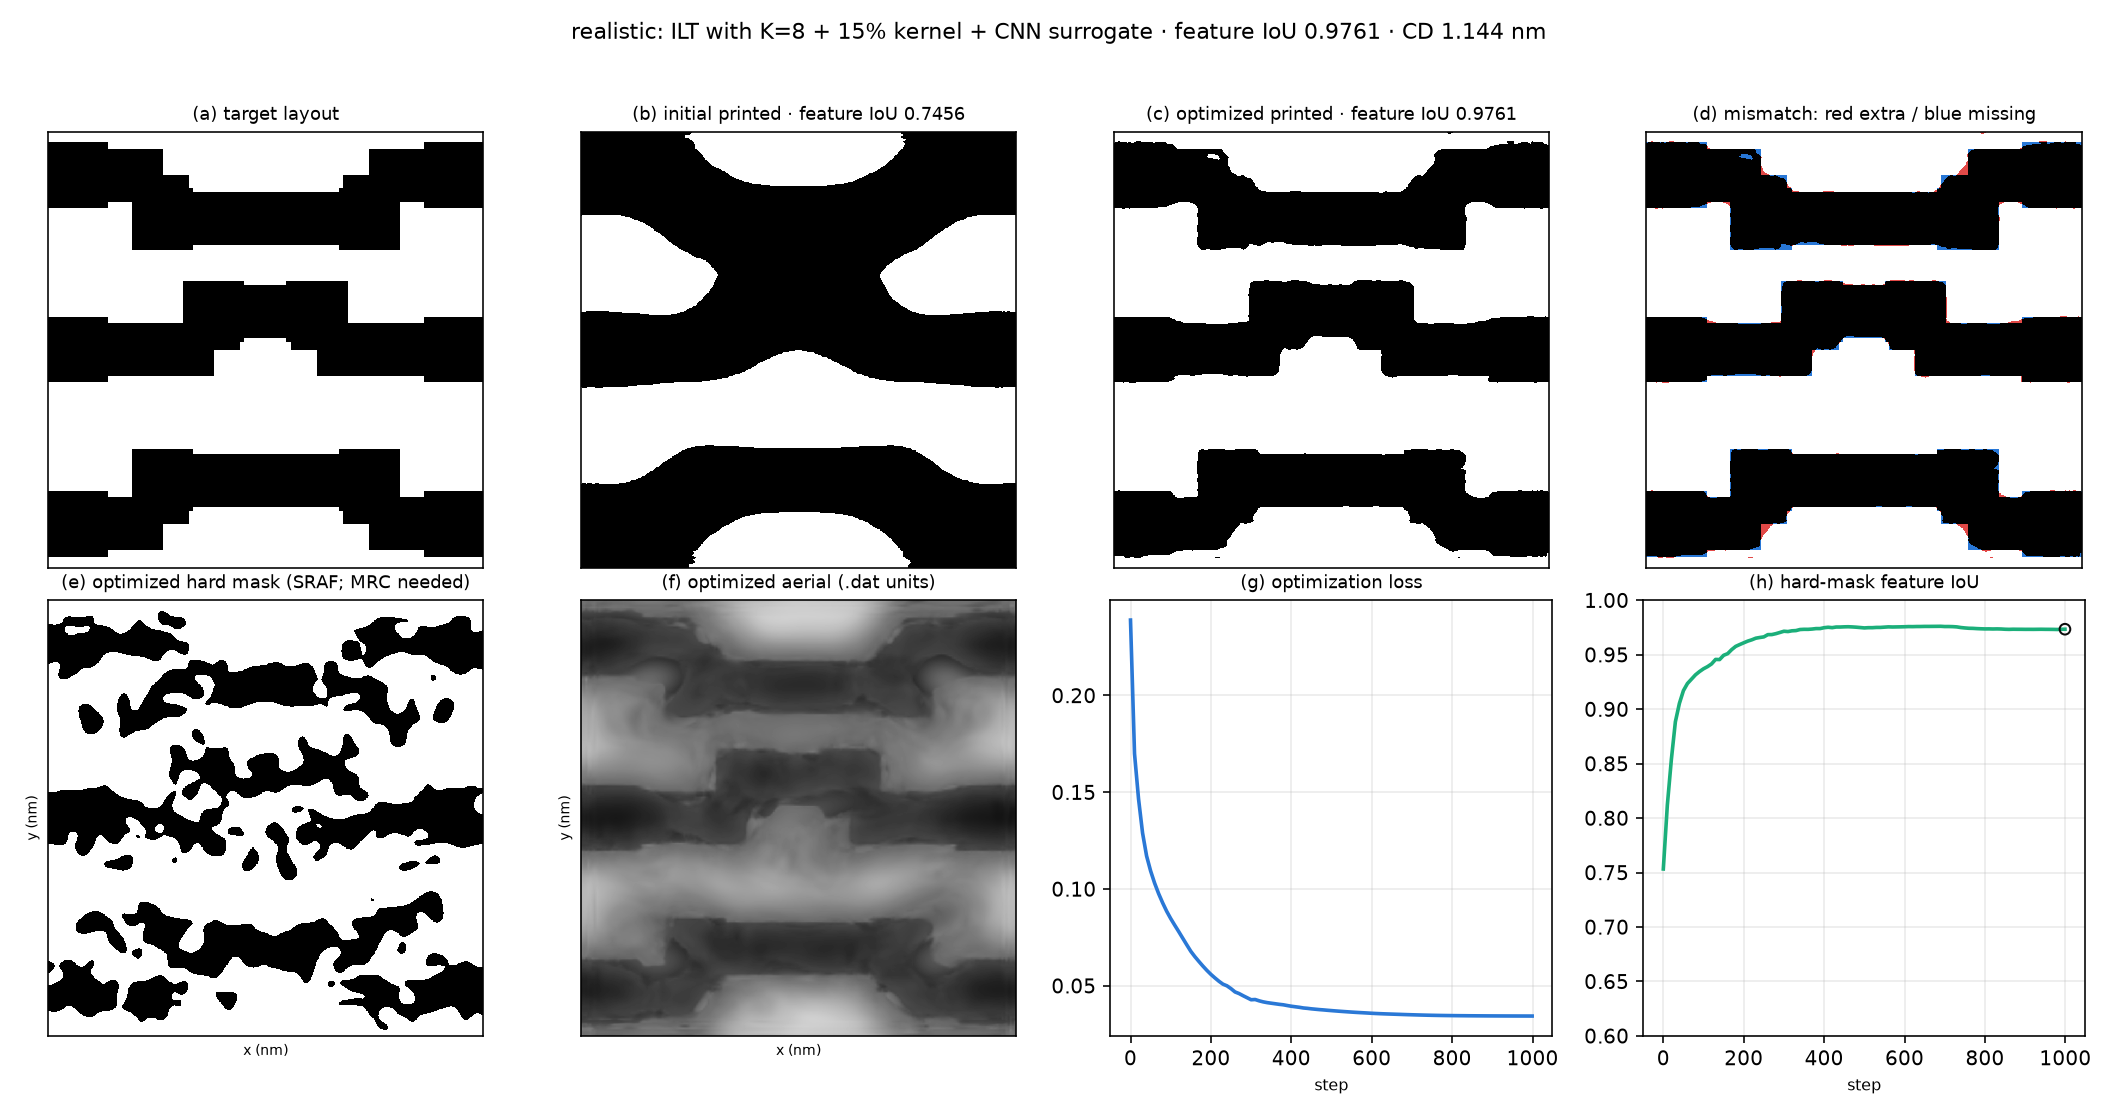 realistic: ILT with K=8 + 15% kernel + CNN surrogate · feature IoU 0.9761 · CD 1.144 nm
(a) target layout
(b) initial printed · feature IoU 0.7456
(c) optimized printed · feature IoU 0.9761
(d) mismatch: red extra / blue missing
(e) optimized hard mask (SRAF; MRC needed)
y (nm)
x (nm)
(f) optimized aerial (.dat units)
y (nm)
x (nm)
(g) optimization loss
0.20
0.15
0.10
0.05
0 200 400 600 800 1000
step
(h) hard-mask feature IoU
1.00
0.95
0.90
0.85
0.80
0.75
0.70
0.65
0.60
0 200 400 600 800 1000
step